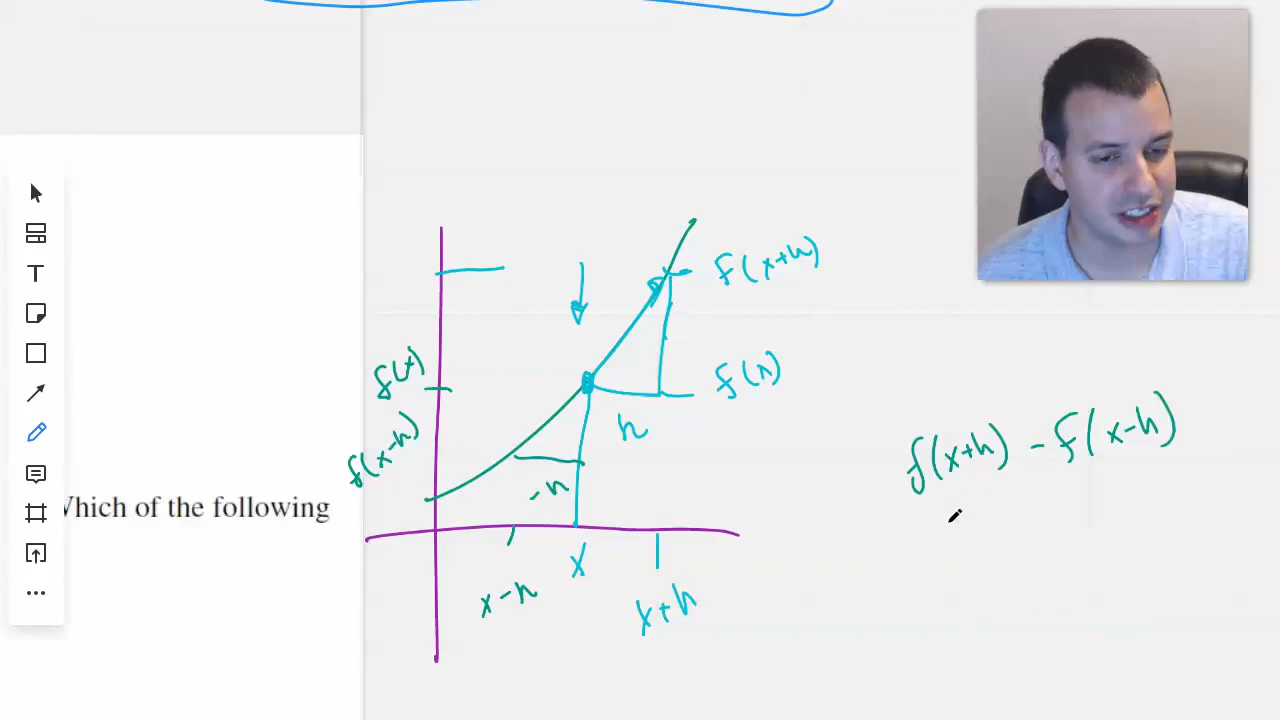 f(x+h)
f(x)
f(x)
f(x-h)
h
-h
f(x+h) - f(x-h)
T
Which of the following
x
x-h
x+h